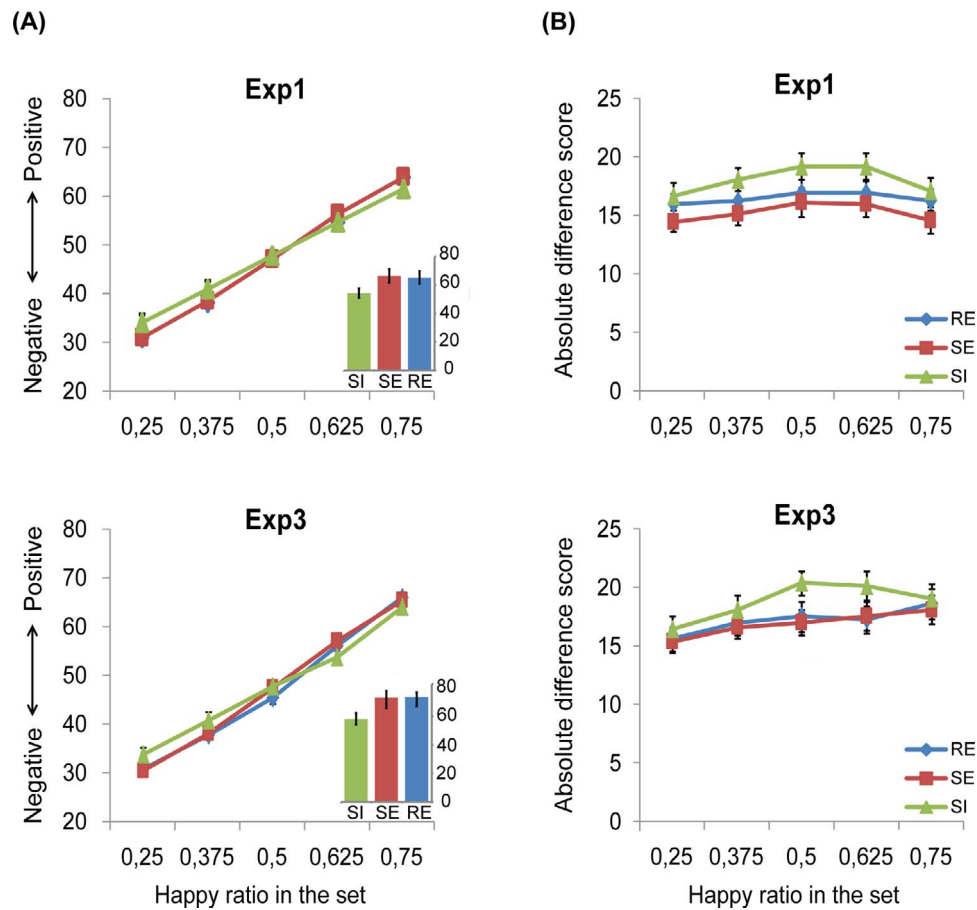 (A)
Exp1
Negative
Positive
80
70
60
50
40
30
20
0,25 0,375 0,5 0,625 0,75
80
60
40
20
0
SI SE RE
(B)
Exp1
Absolute difference score
25
20
15
10
5
0
0,25 0,375 0,5 0,625 0,75
RE
SE
SI
Exp3
Negative
Positive
80
70
60
50
40
30
20
0,25 0,375 0,5 0,625 0,75
Happy ratio in the set
80
60
40
20
0
SI SE RE
Exp3
Absolute difference score
25
20
15
10
5
0
0,25 0,375 0,5 0,625 0,75
Happy ratio in the set
RE
SE
SI